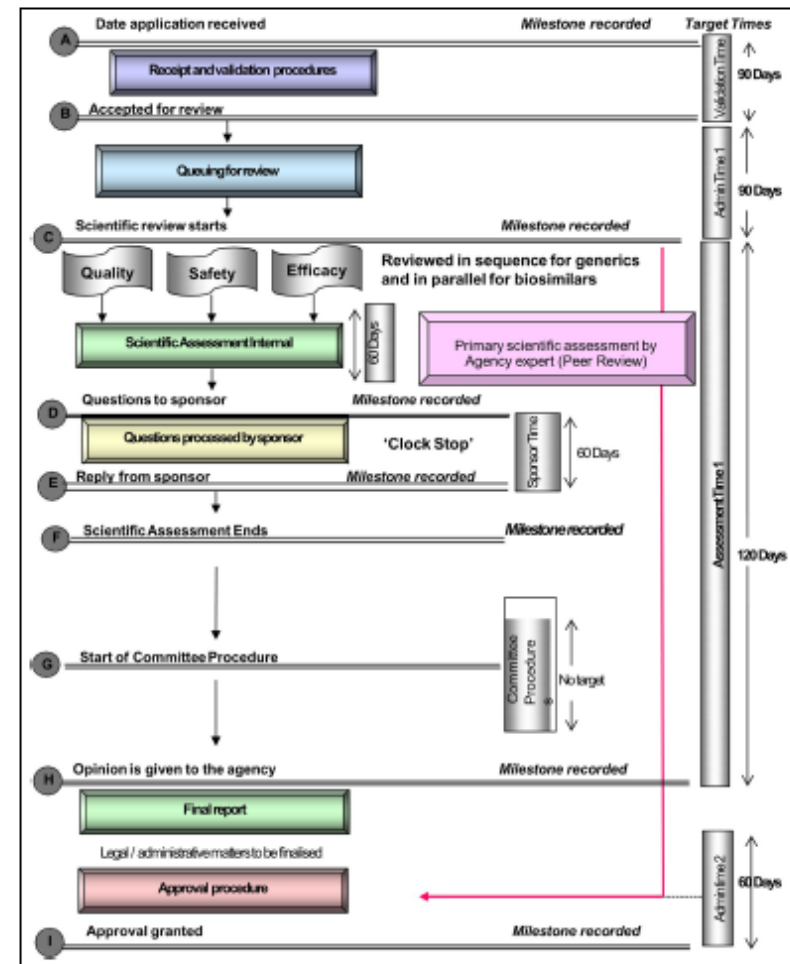 Date application received
Milestone recorded
Target Times
A
Receipt and validation procedures
Validation Time
90 Days
B
Accepted for review
Queuing for review
Admin Time 1
90 Days
C
Scientific review starts
Milestone recorded
Quality
Safety
Efficacy
Reviewed in sequence for generics
and in parallel for biosimilars
Scientific Assessment Internal
60 Days
Primary scientific assessment by
Agency expert (Peer Review)
D
Questions to sponsor
Milestone recorded
Questions processed by sponsor
‘Clock Stop’
Sponsor Time
60 Days
E
Reply from sponsor
Milestone recorded
F
Scientific Assessment Ends
Milestone recorded
Assessment Time 1
120 Days
G
Start of Committee Procedure
Committee
Procedure
s
No target
H
Opinion is given to the agency
Milestone recorded
Final report
Legal / administrative matters to be finalised
Approval procedure
Admin time 2
60 Days
I
Approval granted
Milestone recorded